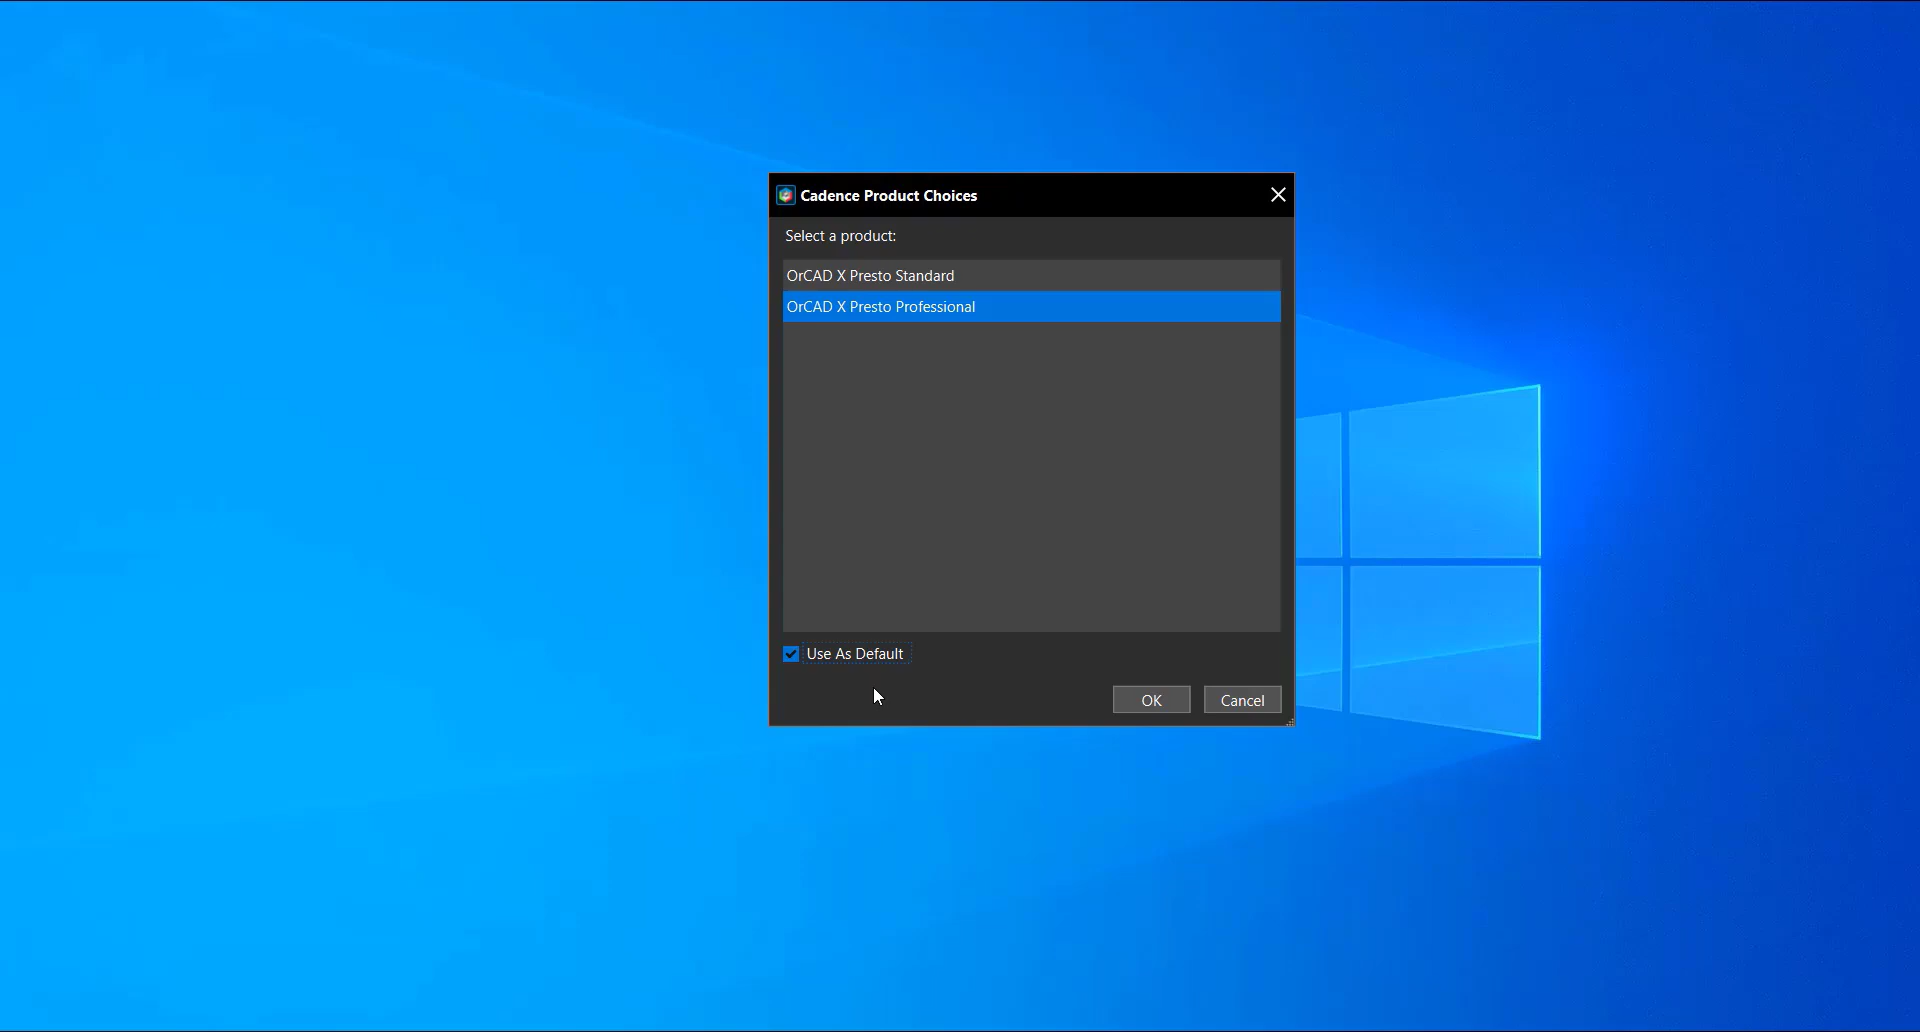 Cadence Product Choices
Select a product:
OrCAD X Presto Standard
OrCAD X Presto Professional
Use As Default
OK
Cancel